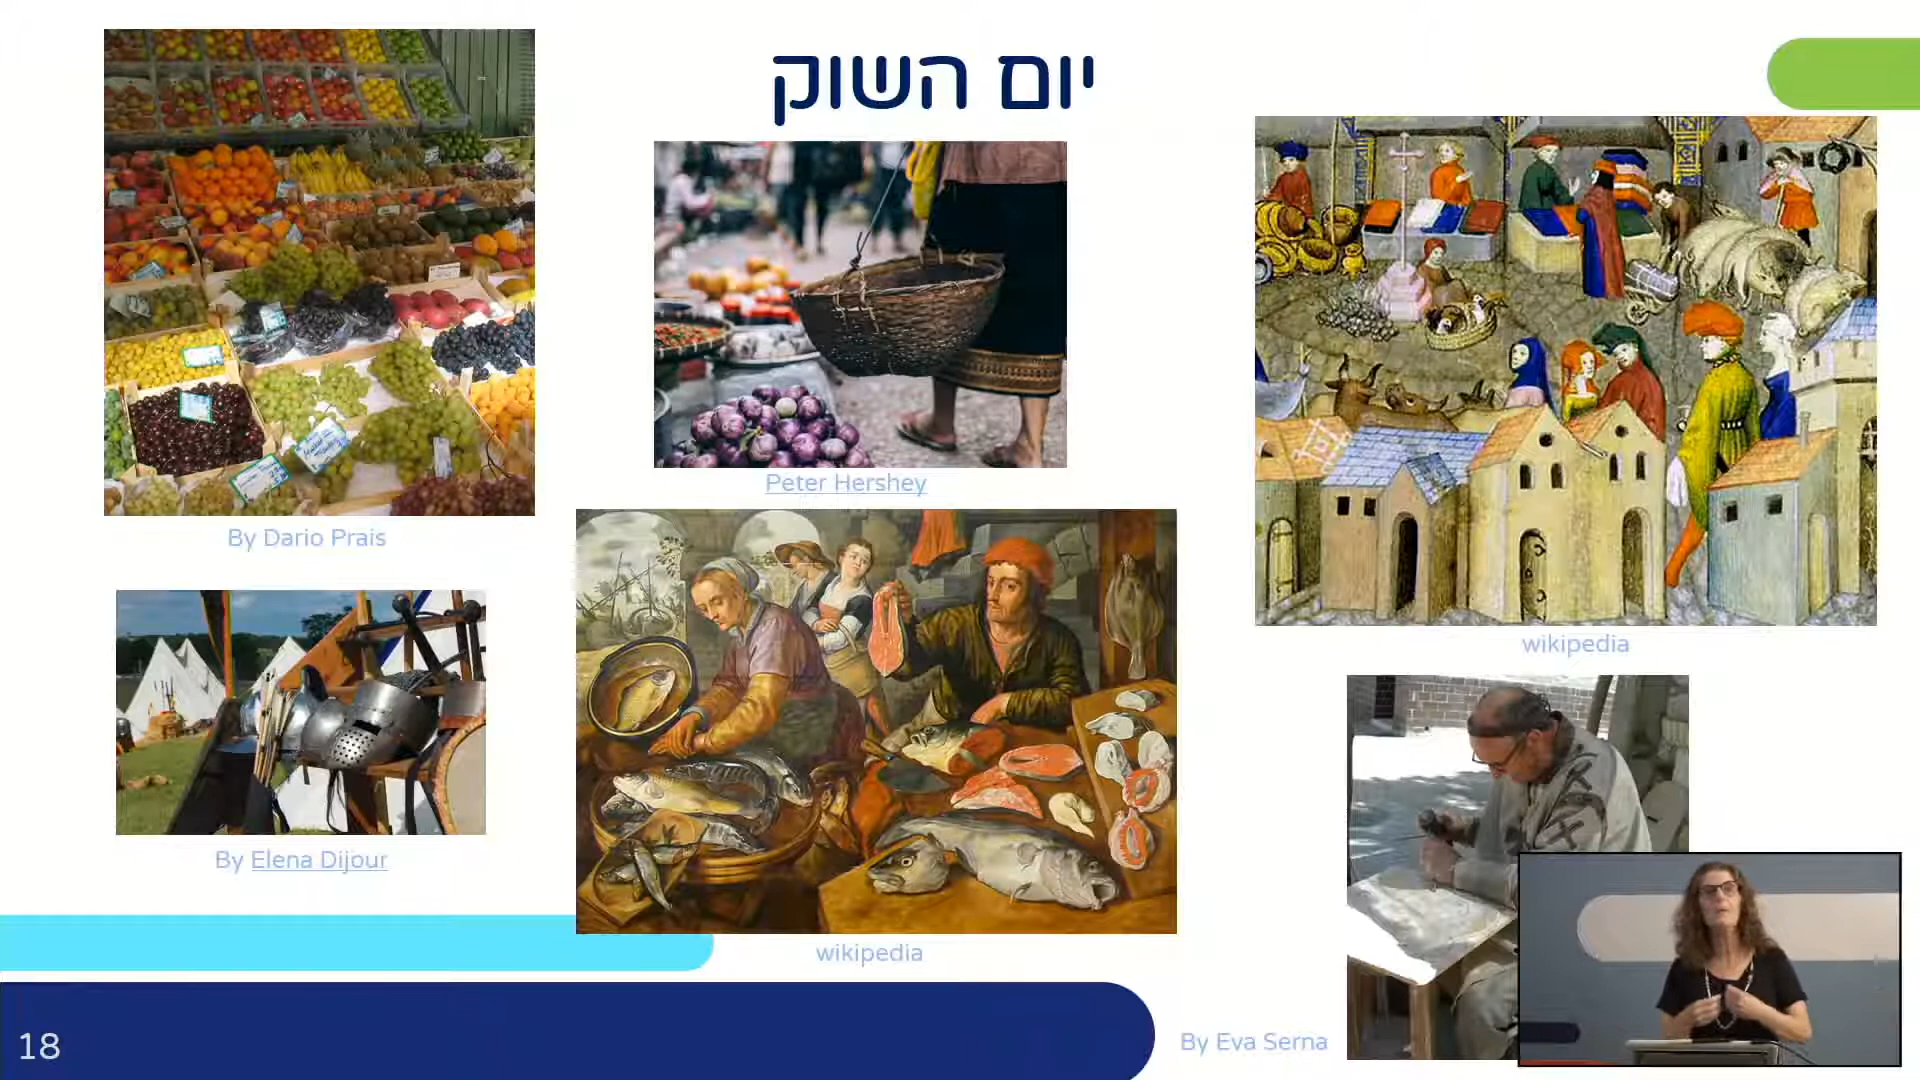 יום השוק
By Dario Prais
Peter Hershey
wikipedia
By Elena Dijour
wikipedia
By Eva Serna
18